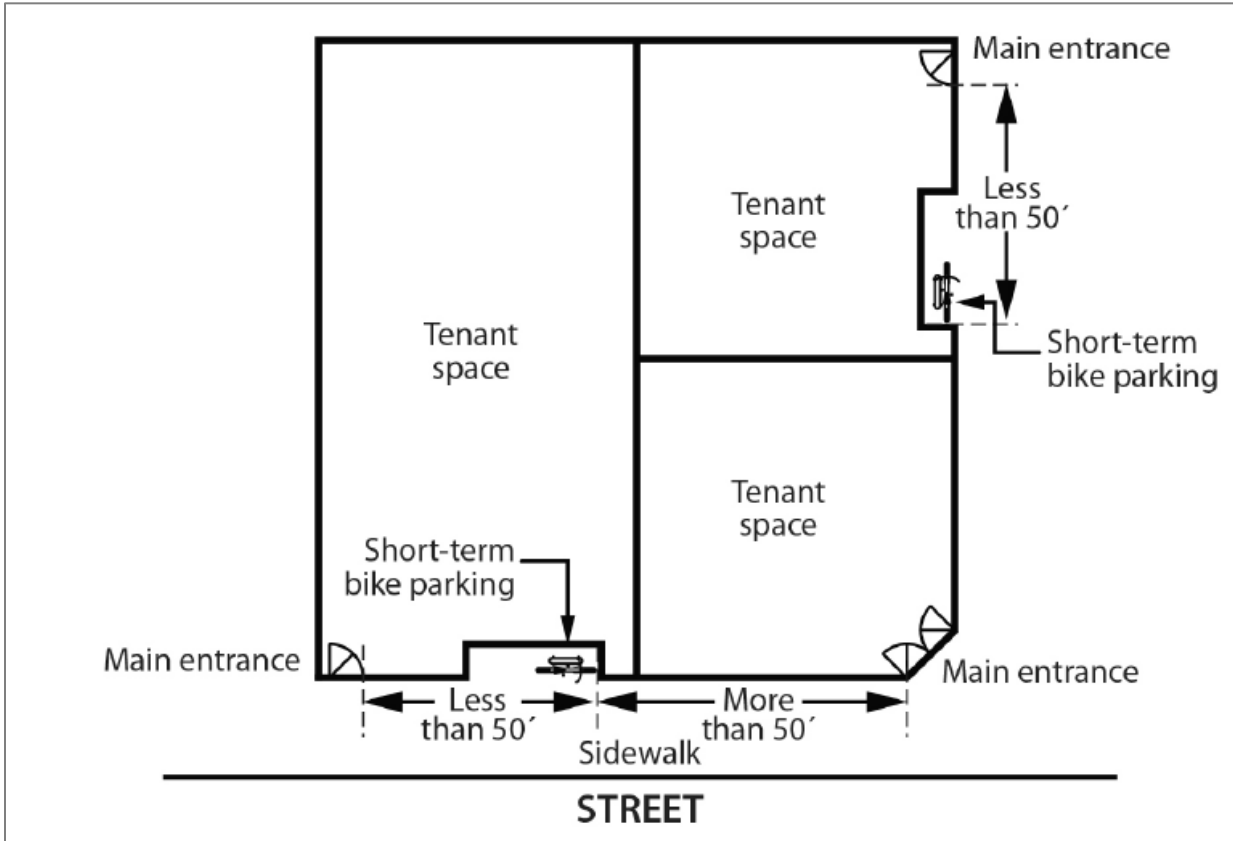 Main entrance
Less
than 50´
Tenant
space
Short-term
bike parking
Tenant
space
Tenant
space
Short-term
bike parking
Main entrance
Main entrance
Less
than 50´
More
than 50´
Sidewalk
STREET